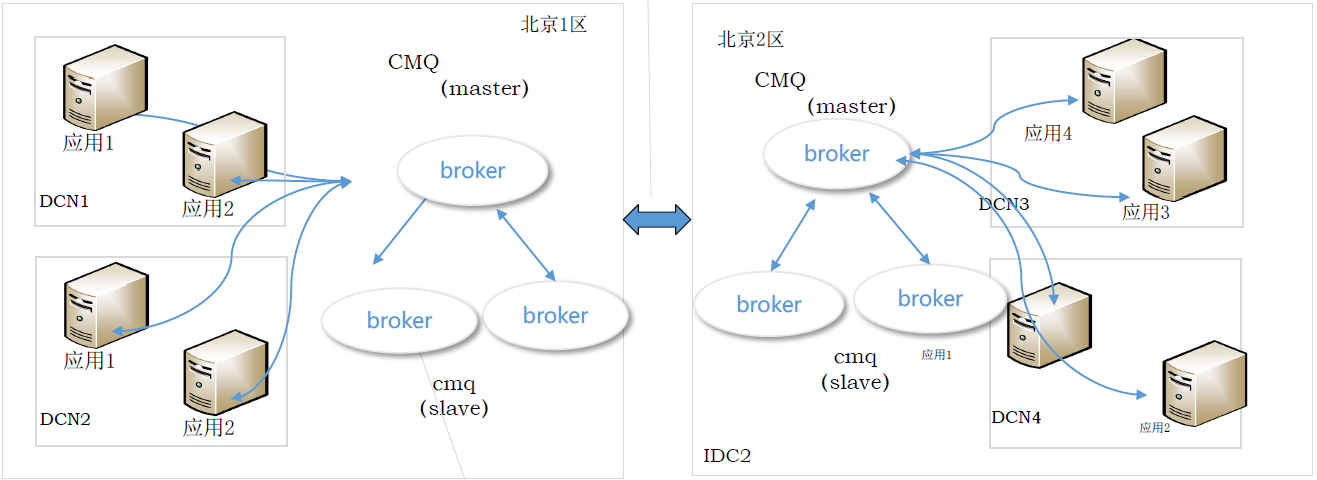 北京1区
CMQ
(master)
broker
broker
broker
cmq
(slave)
应用1
应用2
DCN1
应用1
应用2
DCN2
北京2区
CMQ
(master)
broker
broker
broker
cmq
(slave)
应用1
应用4
应用3
DCN3
DCN4
应用2
IDC2